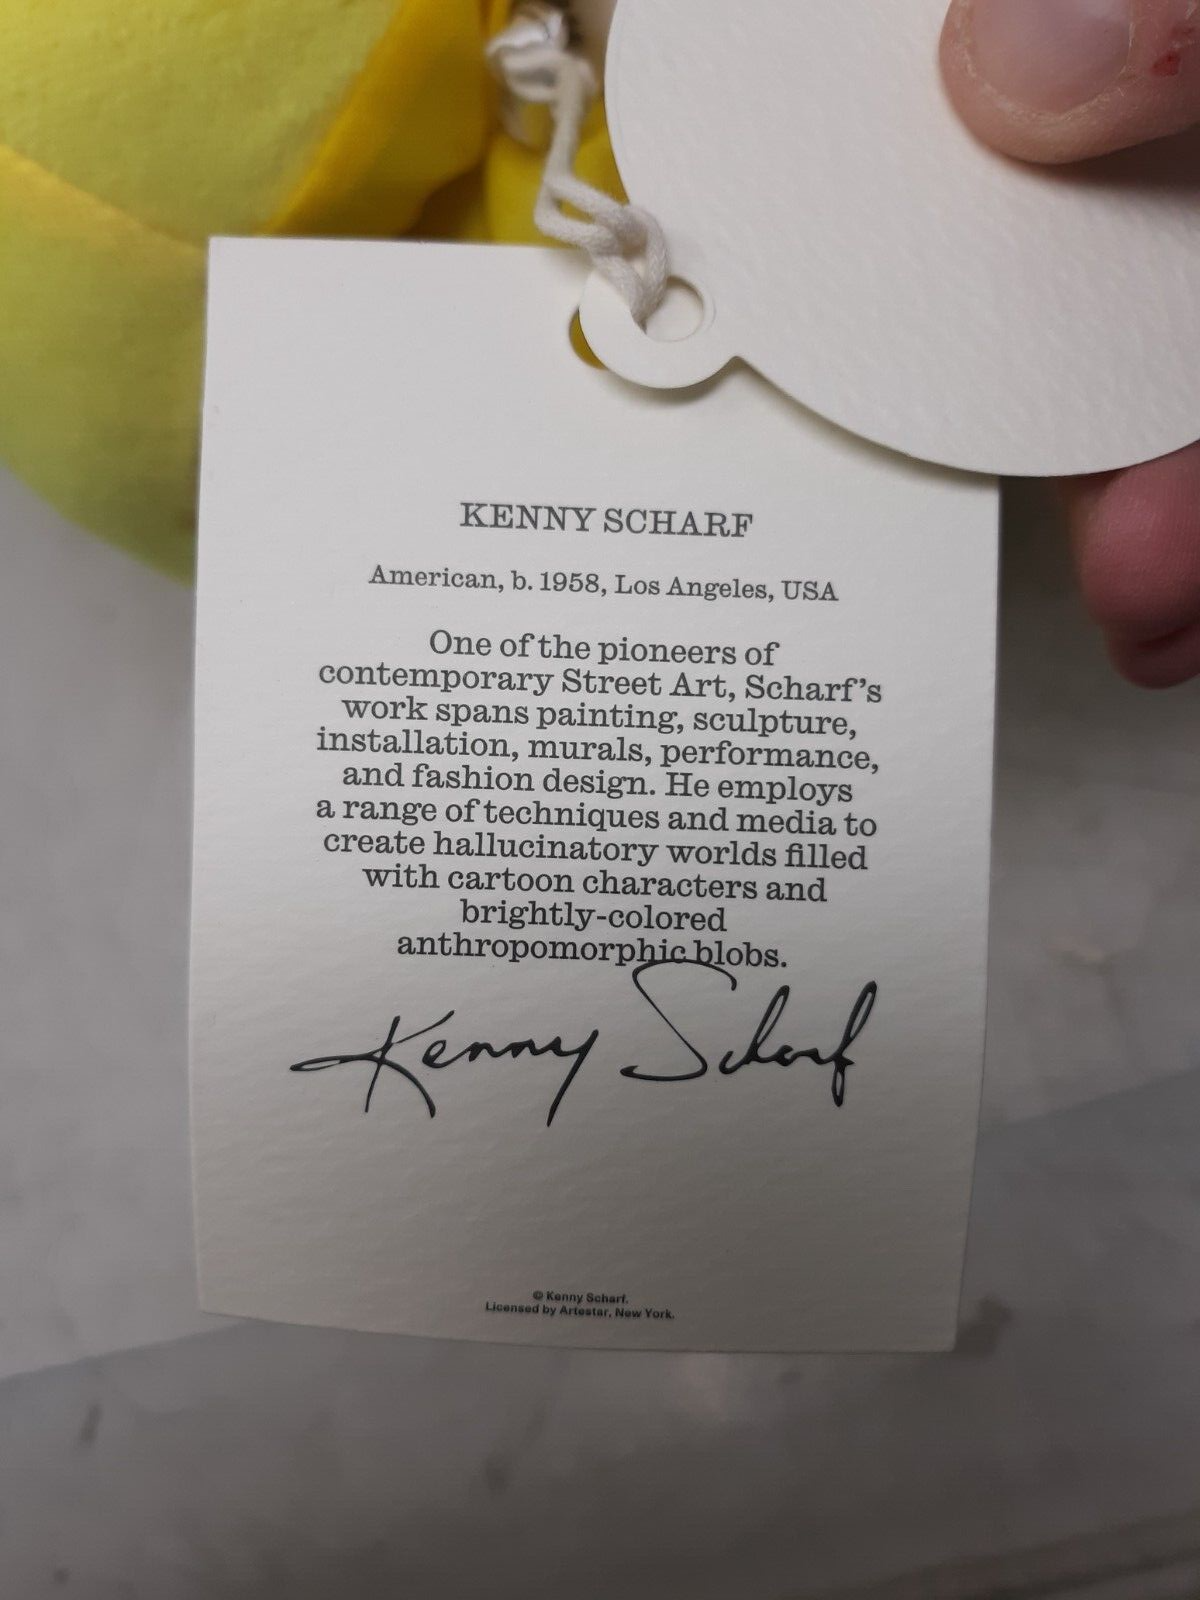 KENNY SCHARF
American, b. 1958, Los Angeles, USA
One of the pioneers of
contemporary Street Art, Scharf's
work spans painting, sculpture,
installation, murals, performance,
and fashion design. He employs
a range of techniques and media to
create hallucinatory worlds filled
with cartoon characters and
brightly-colored
anthropomorphic blobs.
Kenny Scharf
© Kenny Scharf.
Licensed by Artestar, New York.